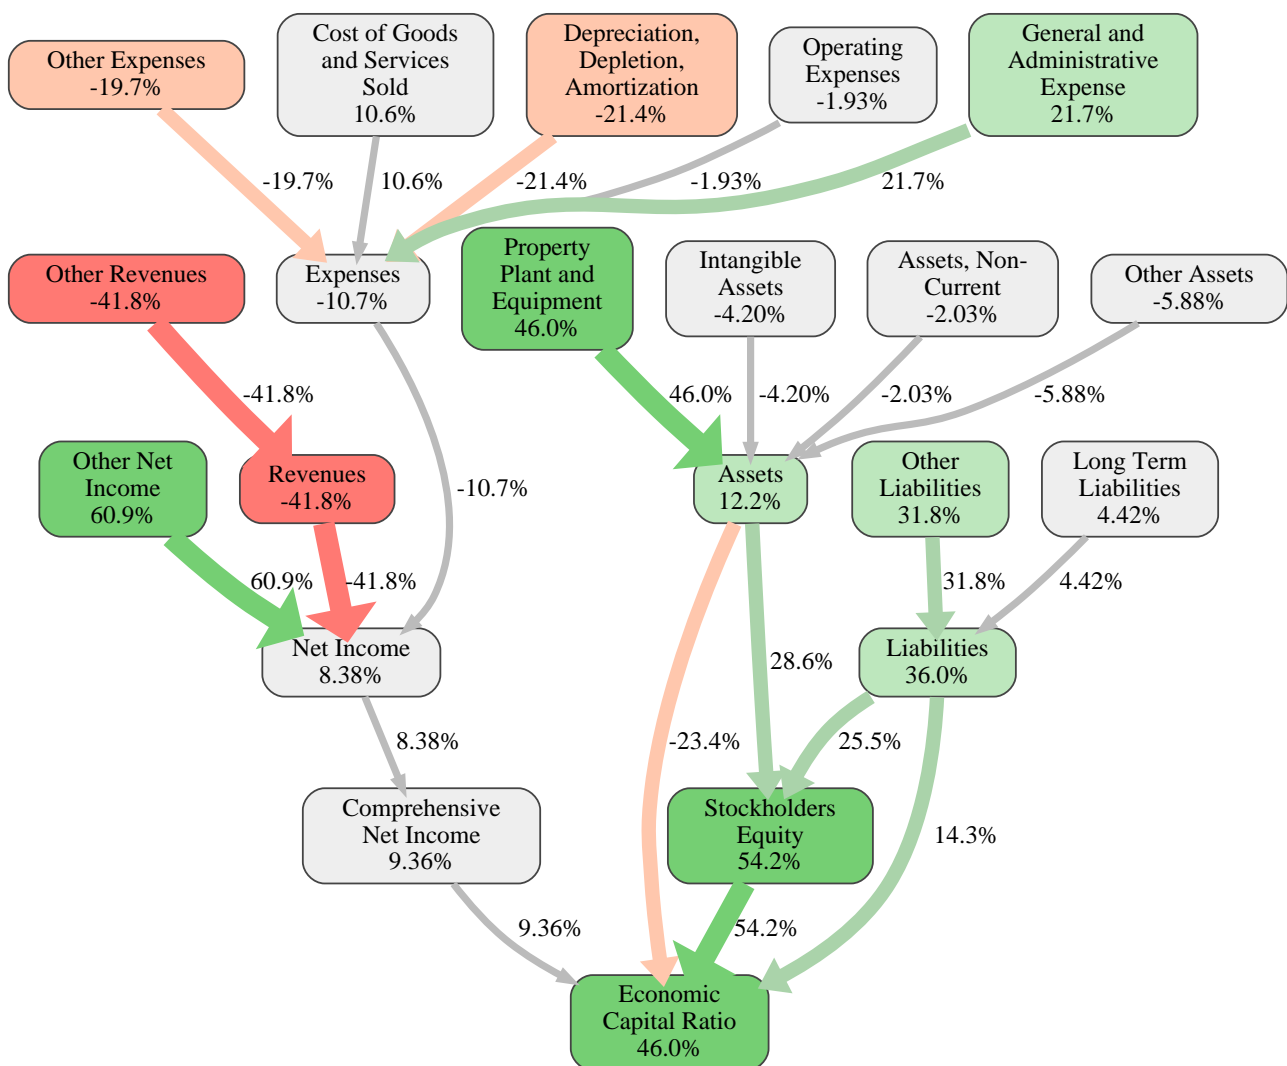 Other Expenses
-19.7%
Cost of Goods
and Services
Sold
10.6%
Depreciation,
Depletion,
Amortization
-21.4%
Operating
Expenses
-1.93%
General and
Administrative
Expense
21.7%
-19.7%
10.6%
-21.4%
-1.93%
21.7%
Other Revenues
-41.8%
Expenses
-10.7%
Property
Plant and
Equipment
46.0%
Intangible
Assets
-4.20%
Assets, Non-
Current
-2.03%
Other Assets
-5.88%
-41.8%
46.0%
-4.20%
-2.03%
-5.88%
Other Net
Income
60.9%
Revenues
-41.8%
-10.7%
Assets
12.2%
Other
Liabilities
31.8%
Long Term
Liabilities
4.42%
60.9%
-41.8%
31.8%
4.42%
Net Income
8.38%
28.6%
Liabilities
36.0%
8.38%
-23.4%
25.5%
Comprehensive
Net Income
9.36%
Stockholders
Equity
54.2%
14.3%
9.36%
54.2%
Economic
Capital Ratio
46.0%